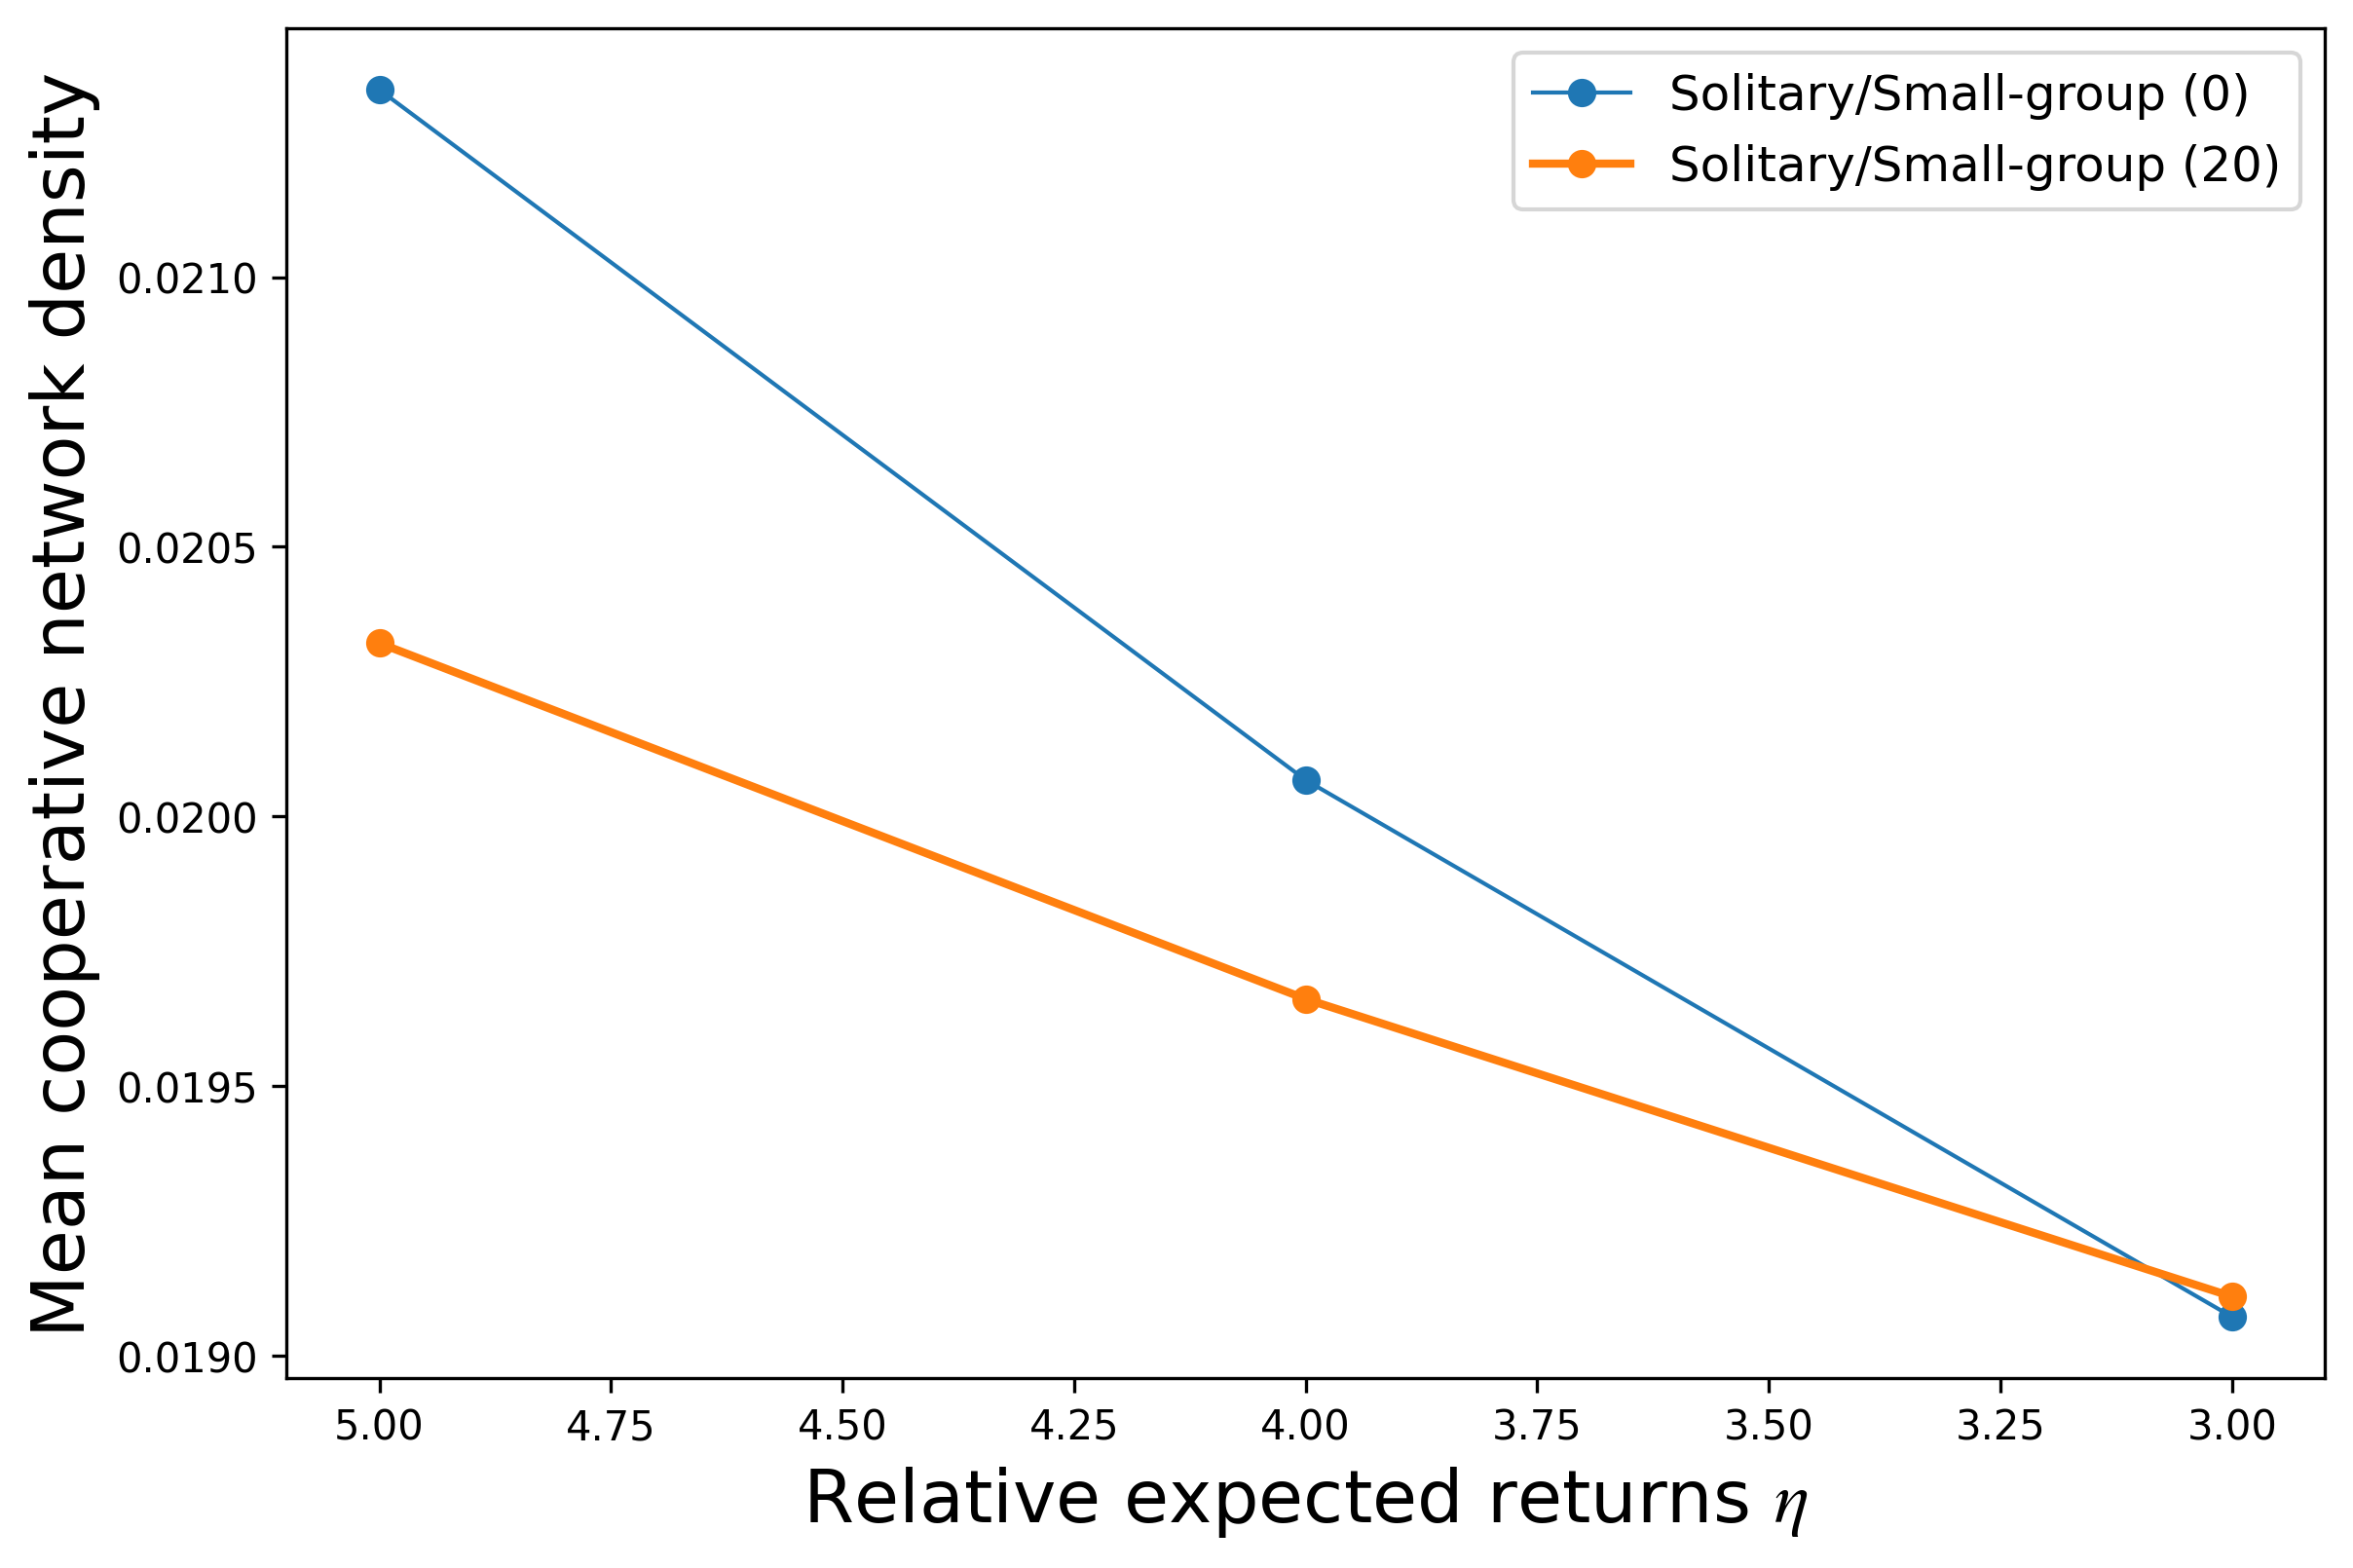 Solitary/Small-group (0)
Solitary/Small-group (20)
Mean cooperative network density
0.0210
0.0205
0.0200
0.0195
0.0190
5.00 4.75 4.50 4.25 4.00 3.75 3.50 3.25 3.00
Relative expected returns η